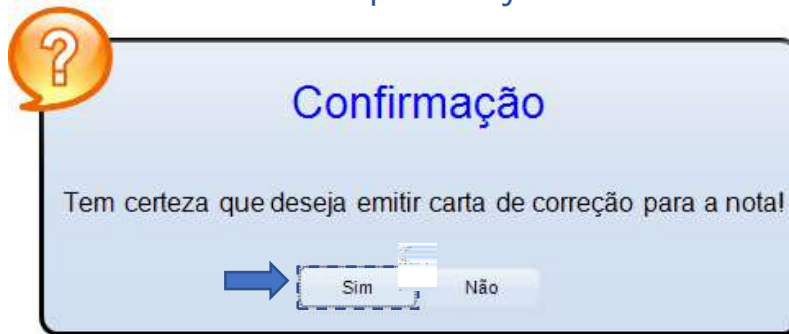 Confirmação
Tem certeza que deseja emitir carta de correção para a nota!
Sim Não